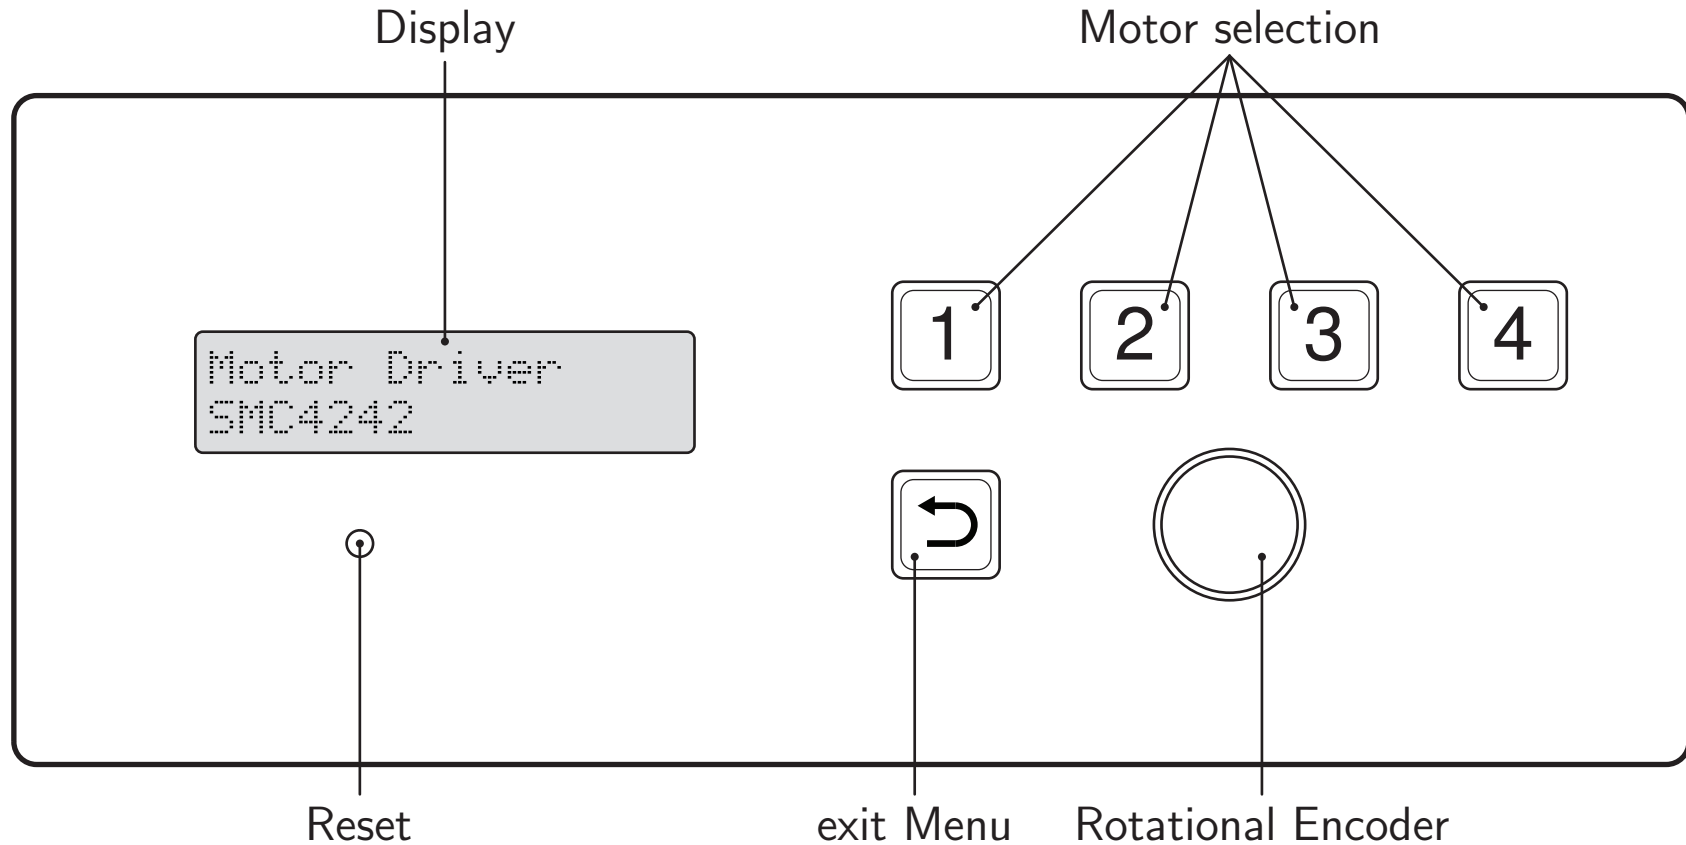 Display
Motor selection
1 2 3 4
Motor Driver
SMC4242
Reset
exit Menu
Rotational Encoder